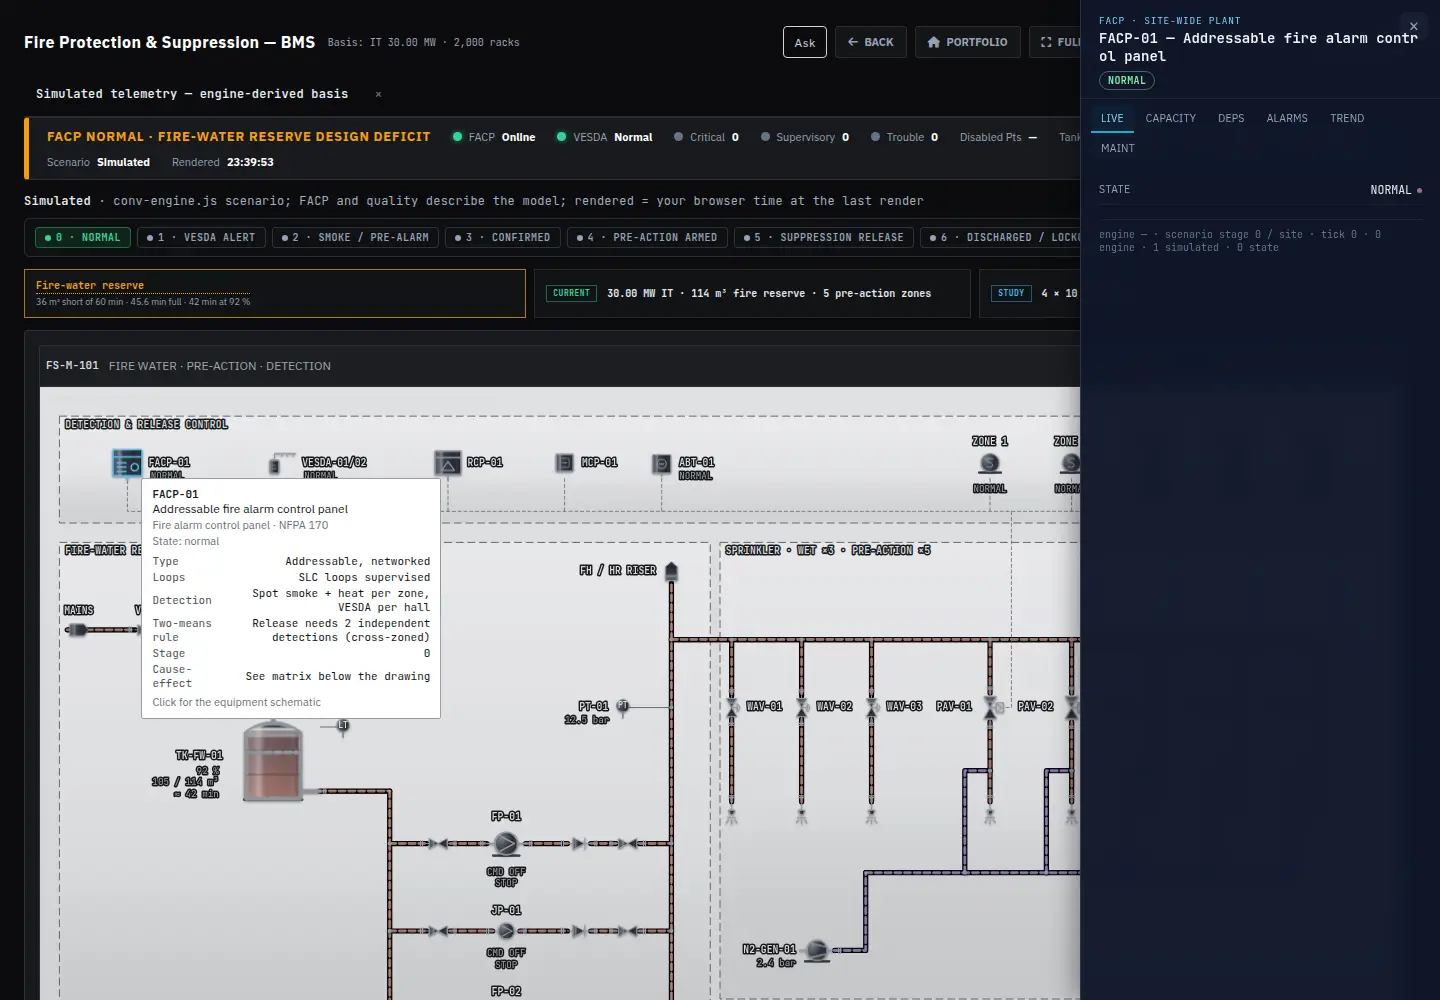 Fire Protection & Suppression — BMS
Basis: IT 30.00 MW · 2,000 racks
Ask
← BACK
PORTFOLIO
Simulated telemetry — engine-derived basis ×
FACP NORMAL · FIRE-WATER RESERVE DESIGN DEFICIT
FACP Online
VESDA Normal
Critical 0
Supervisory 0
Trouble 0
Disabled Pts —
Scenario Simulated
Rendered 23:39:53
Simulated · conv-engine.js scenario; FACP and quality describe the model; rendered = your browser time at the last render
0 · NORMAL
1 · VESDA ALERT
2 · SMOKE / PRE-ALARM
3 · CONFIRMED
4 · PRE-ACTION ARMED
5 · SUPPRESSION RELEASE
6 · DISCHARGED /
Fire-water reserve
36 m³ short of 60 min · 45.6 min full · 42 min at 92 %
CURRENT 30.00 MW IT · 114 m³ fire reserve · 5 pre-action zones
STUDY 4 × 10
FS-M-101 FIRE WATER · PRE-ACTION · DETECTION
DETECTION & RELEASE CONTROL
FACP-01
NORMAL
VESDA-01/02
NORMAL
RCP-01
MCP-01
ABT-01
NORMAL
ZONE 1
NORMAL
ZONE
FACP-01
Addressable fire alarm control panel
Fire alarm control panel · NFPA 170
State: normal
Type Addressable, networked
Loops SLC loops supervised
Detection Spot smoke + heat per zone,
VESDA per hall
Two-means rule Release needs 2 independent
detections (cross-zoned)
Stage 0
Cause-effect See matrix below the drawing
Click for the equipment schematic
SPRINKLER · WET ×3 · PRE-ACTION ×5
MAINS
FH / HR RISER
PT-01
12.5 bar
PT
WAV-01
WAV-02
WAV-03
PAV-01
PAV-02
LT
TK-FW-01
92 %
105 / 114 m³
≈ 42 min
FP-01
CMD OFF
STOP
JP-01
CMD OFF
STOP
FP-02
N2-GEN-01
2.4 bar
FACP · SITE-WIDE PLANT
×
FACP-01 — Addressable fire alarm contr
ol panel
NORMAL
LIVE
CAPACITY
DEPS
ALARMS
TREND
MAINT
STATE NORMAL
engine — · scenario stage 0 / site · tick 0 · 0
engine · 1 simulated · 0 state